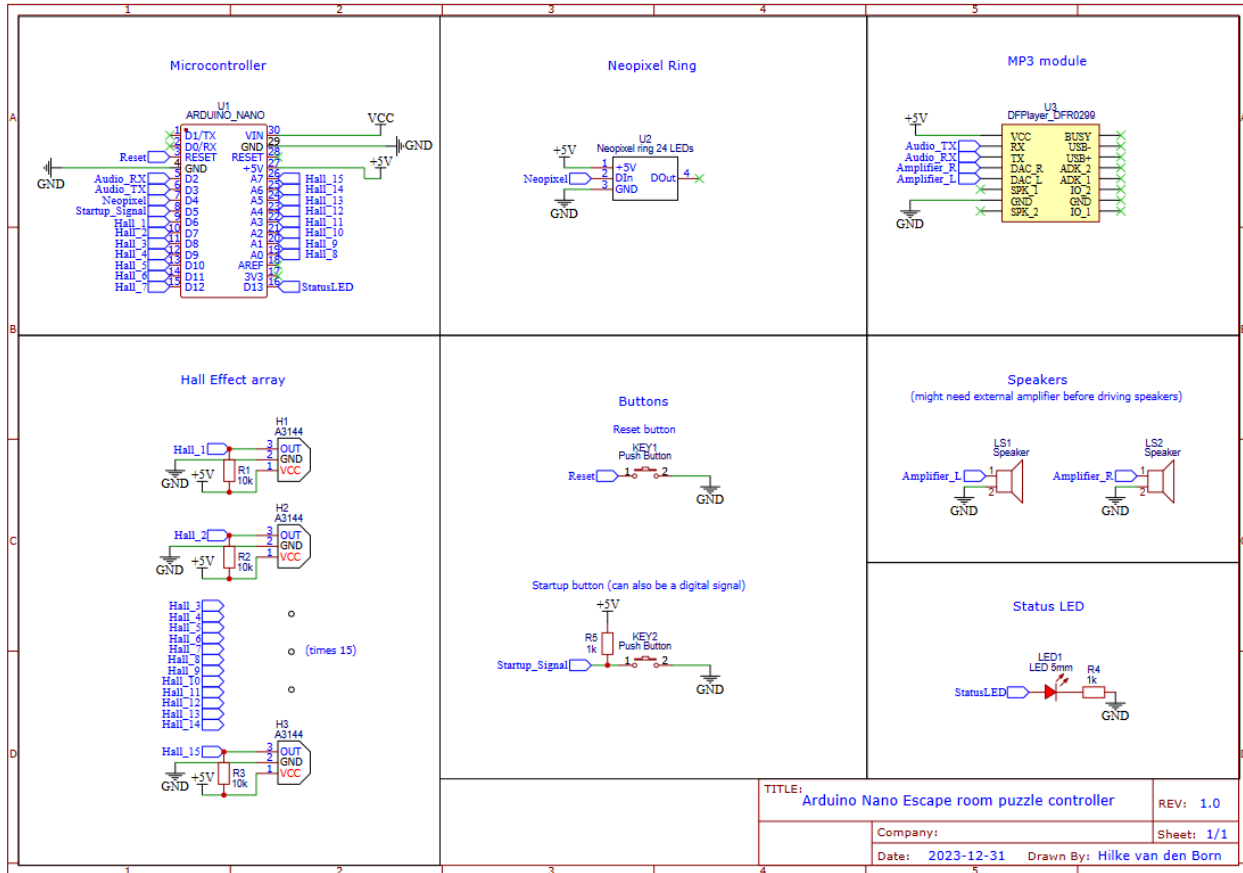 1 2 3 4 5
A
B
C
D
Microcontroller
U1
ARDUINO_NANO
1 D1/TX VIN 30 VCC
2 D0/RX GND 29 GND
Reset 3 RESET RESET 28
GND 4 GND +5V 27 +5V
Audio_RX 5 D2 A7 26 Hall_15
Audio_TX 6 D3 A6 25 Hall_14
Neopixel 7 D4 A5 24 Hall_13
Startup_Signal 8 D5 A4 23 Hall_12
Hall_1 9 D6 A3 22 Hall_11
Hall_2 10 D7 A2 21 Hall_10
Hall_3 11 D8 A1 20 Hall_9
Hall_4 12 D9 A0 19 Hall_8
Hall_5 13 D10 AREF 18
Hall_6 14 D11 3V3 17
Hall_7 15 D12 D13 16 StatusLED
Neopixel Ring
U2
Neopixel ring 24 LEDs
+5V 1 +5V
Neopixel 2 DIn DOut 4
3 GND
GND
MP3 module
U3
DFPlayer_DFR0299
+5V VCC BUSY
Audio_TX RX USB-
Audio_RX TX USB+
Amplifier_R DAC_R ADK_2
Amplifier_L DAC_L ADK_1
SPK_1 IO_2
GND GND GND
SPK_2 IO_1
Hall Effect array
H1
A3144
Hall_1 3 OUT
2 GND
1 VCC
GND +5V R1
10k
H2
A3144
Hall_2 3 OUT
2 GND
1 VCC
GND +5V R2
10k
Hall_3
Hall_4
Hall_5
Hall_6
Hall_7
(times 15)
Hall_8
Hall_9
Hall_10
Hall_11
Hall_12
Hall_13
Hall_14
H3
A3144
Hall_15 3 OUT
2 GND
1 VCC
GND +5V R3
10k
Buttons
Reset button
KEY1
Push Button
Reset 1 2
GND
Startup button (can also be a digital signal)
+5V
R5
1k
KEY2
Push Button
Startup_Signal 1 2
GND
Speakers
(might need external amplifier before driving speakers)
LS1
Speaker
Amplifier_L 1
2
GND
LS2
Speaker
Amplifier_R 1
2
GND
Status LED
LED1
LED 5mm
R4
1k
StatusLED
GND
TITLE:
Arduino Nano Escape room puzzle controller
REV: 1.0
Company:
Sheet: 1/1
Date: 2023-12-31 Drawn By: Hilke van den Born
1 2 3 4 5